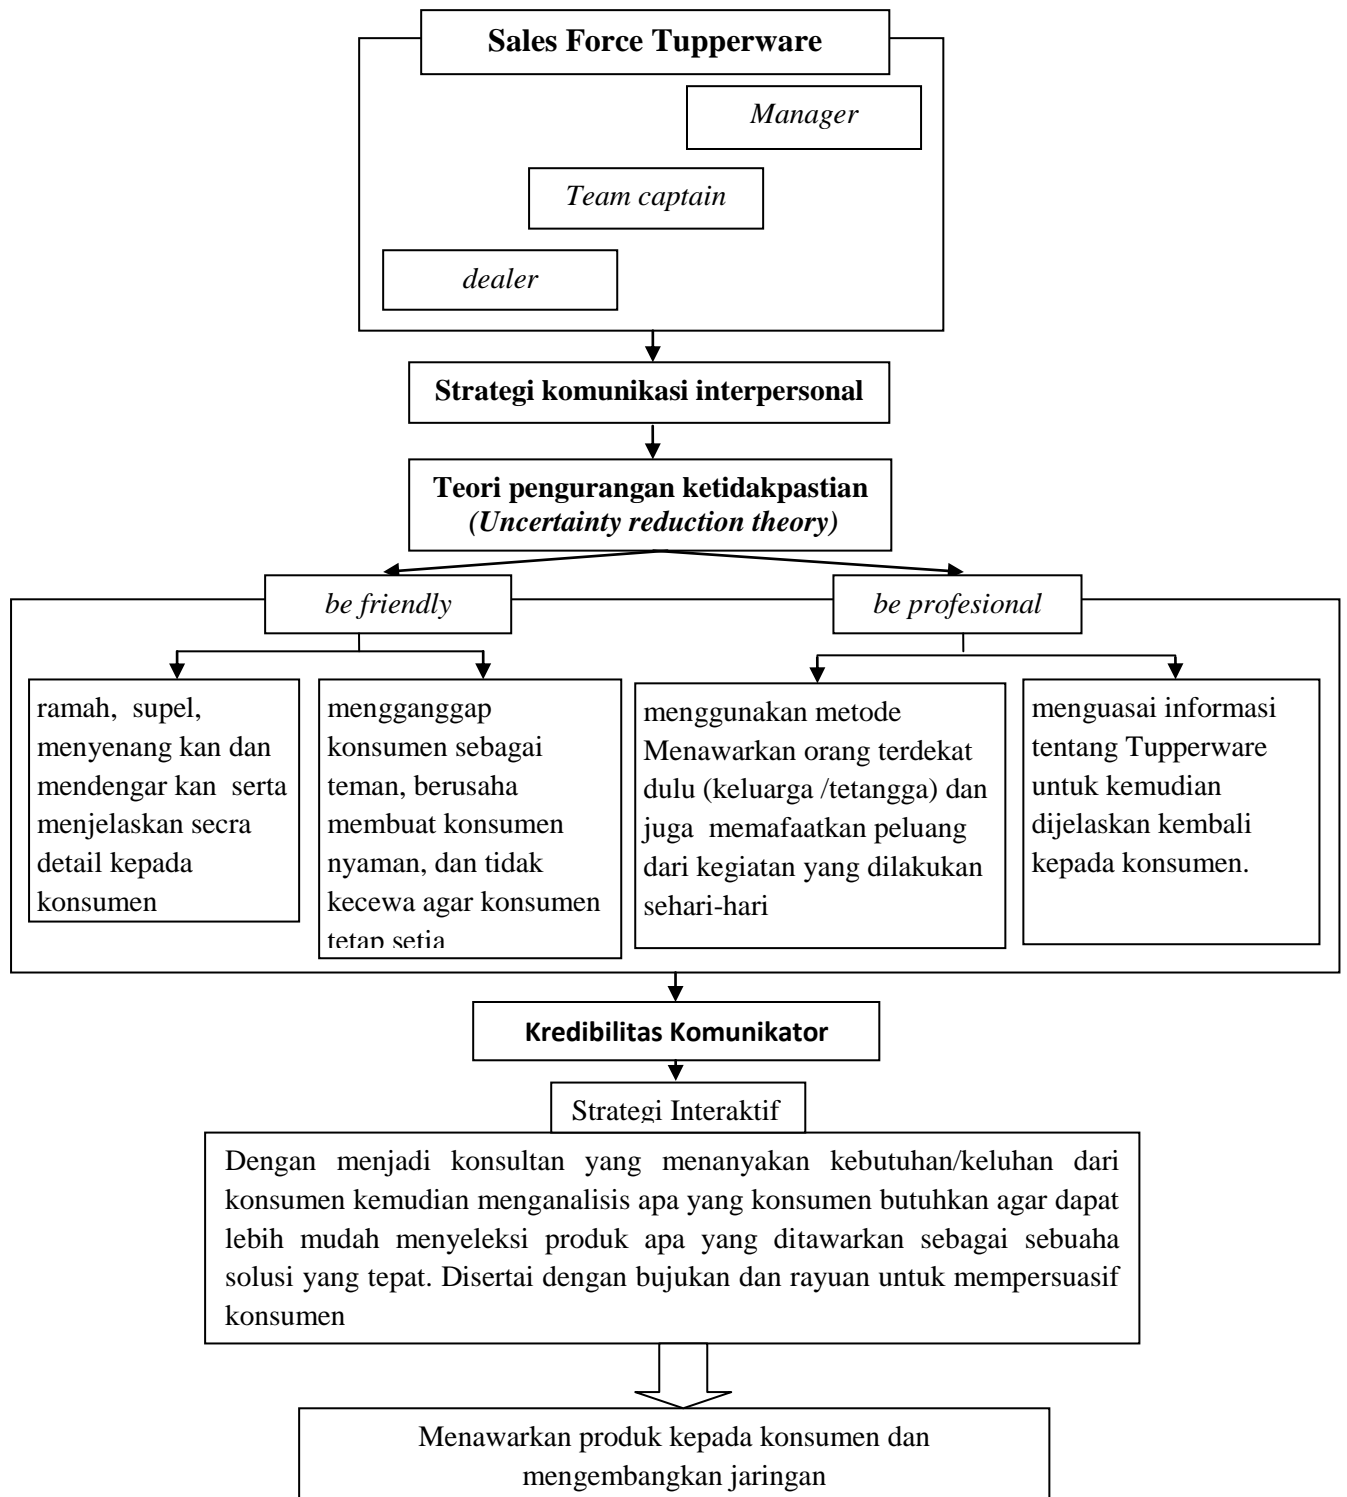 Sales Force Tupperware
Manager
Team captain
dealer
Strategi komunikasi interpersonal
Teori pengurangan ketidakpastian
(Uncertainty reduction theory)
be friendly
be profesional
ramah, supel,
menyenang kan dan
mendengar kan serta
menjelaskan secra
detail kepada
konsumen
mengganggap
konsumen sebagai
teman, berusaha
membuat konsumen
nyaman, dan tidak
kecewa agar konsumen
tetap setia
menggunakan metode
Menawarkan orang terdekat
dulu (keluarga /tetangga) dan
juga memafaatkan peluang
dari kegiatan yang dilakukan
sehari-hari
menguasai informasi
tentang Tupperware
untuk kemudian
dijelaskan kembali
kepada konsumen.
Kredibilitas Komunikator
Strategi Interaktif
Dengan menjadi konsultan yang menanyakan kebutuhan/keluhan dari
konsumen kemudian menganalisis apa yang konsumen butuhkan agar dapat
lebih mudah menyeleksi produk apa yang ditawarkan sebagai sebuaha
solusi yang tepat. Disertai dengan bujukan dan rayuan untuk mempersuasif
konsumen
Menawarkan produk kepada konsumen dan
mengembangkan jaringan